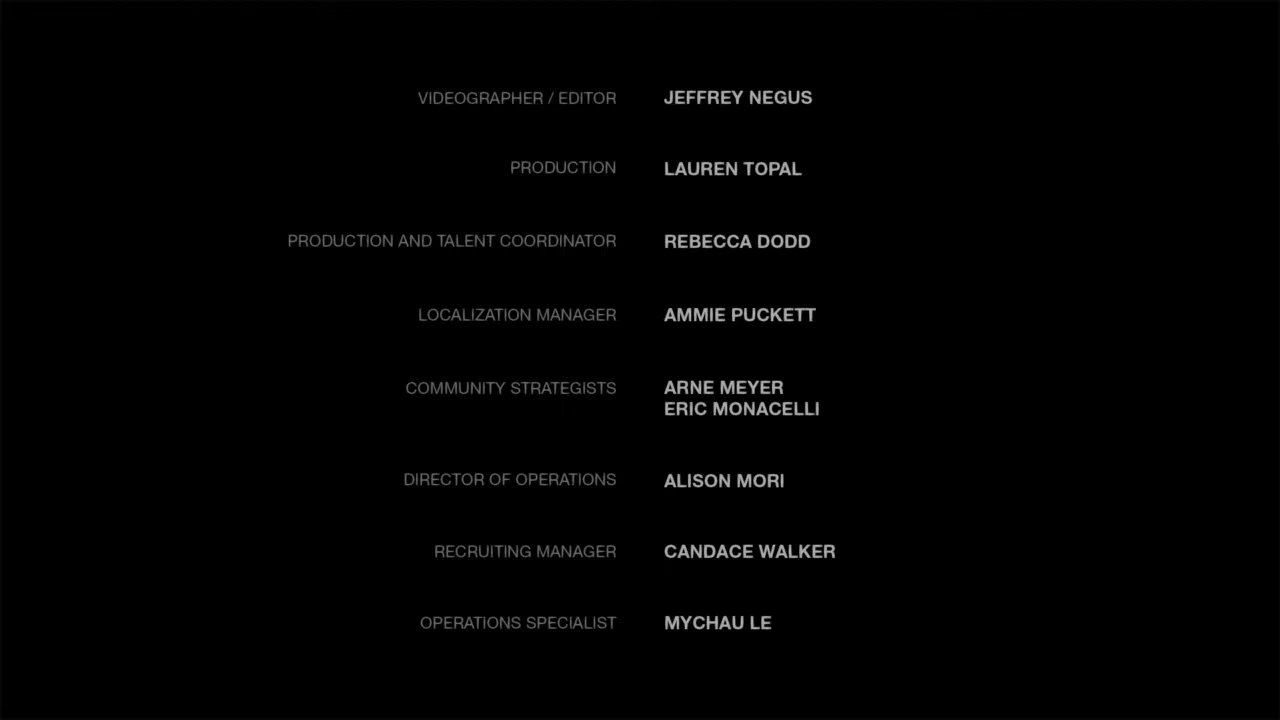 VIDEOGRAPHER / EDITOR JEFFREY NEGUS
PRODUCTION LAUREN TOPAL
PRODUCTION AND TALENT COORDINATOR REBECCA DODD
LOCALIZATION MANAGER AMMIE PUCKETT
COMMUNITY STRATEGISTS ARNE MEYER
ERIC MONACELLI
DIRECTOR OF OPERATIONS ALISON MORI
RECRUITING MANAGER CANDACE WALKER
OPERATIONS SPECIALIST MYCHAU LE